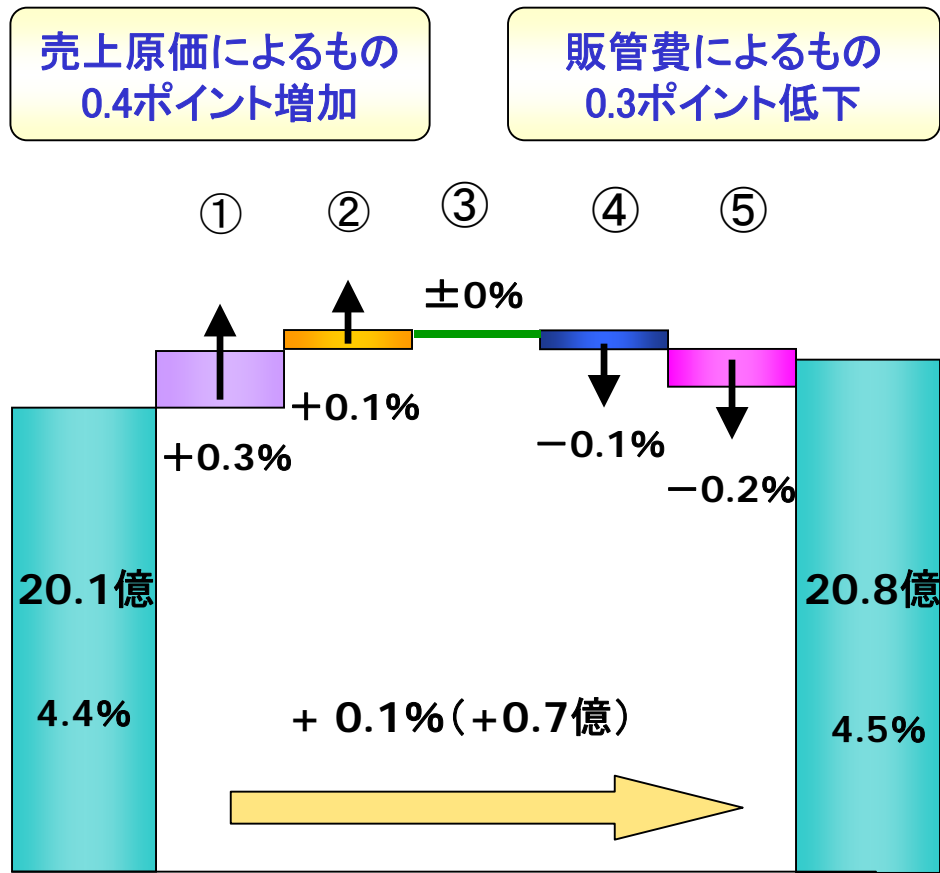 売上原価によるもの
0.4ポイント増加
販管費によるもの
0.3ポイント低下
①
②
③
④
⑤
±0%
+0.1%
+0.3%
−0.1%
−0.2%
20.1億
4.4%
+ 0.1%(+0.7億)
20.8億
4.5%